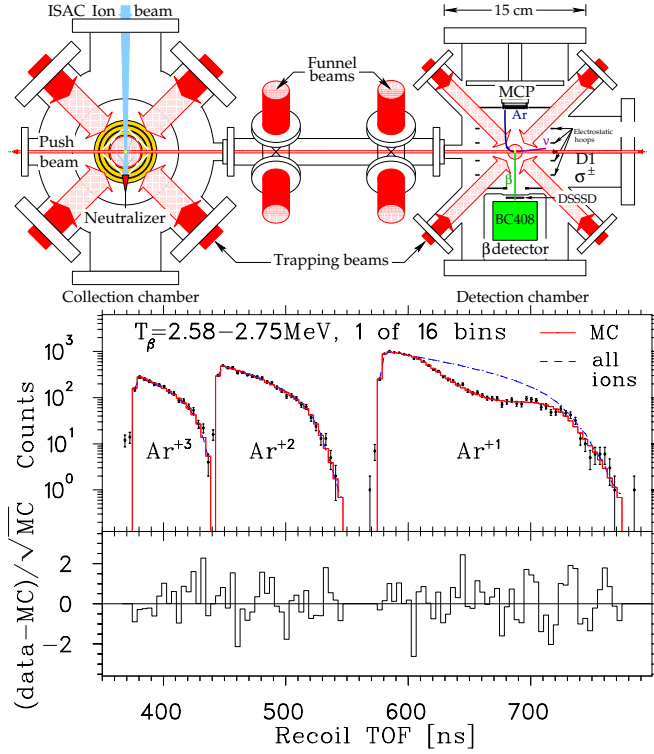 ISAC Ion beam
15 cm
Funnel
beams
MCP
Ar
Push
beam
ν
Electrostatic
hoops
D1
σ±
β
Neutralizer
DSSSD
BC408
β detector
Trapping beams
Collection chamber
Detection chamber
T_β=2.58−2.75MeV, 1 of 16 bins
MC
all
ions
10³
10²
10¹
10⁰
Counts
Ar⁺³
Ar⁺²
Ar⁺¹
2
0
−2
(data−MC)/√MC
400
500
600
700
Recoil TOF [ns]